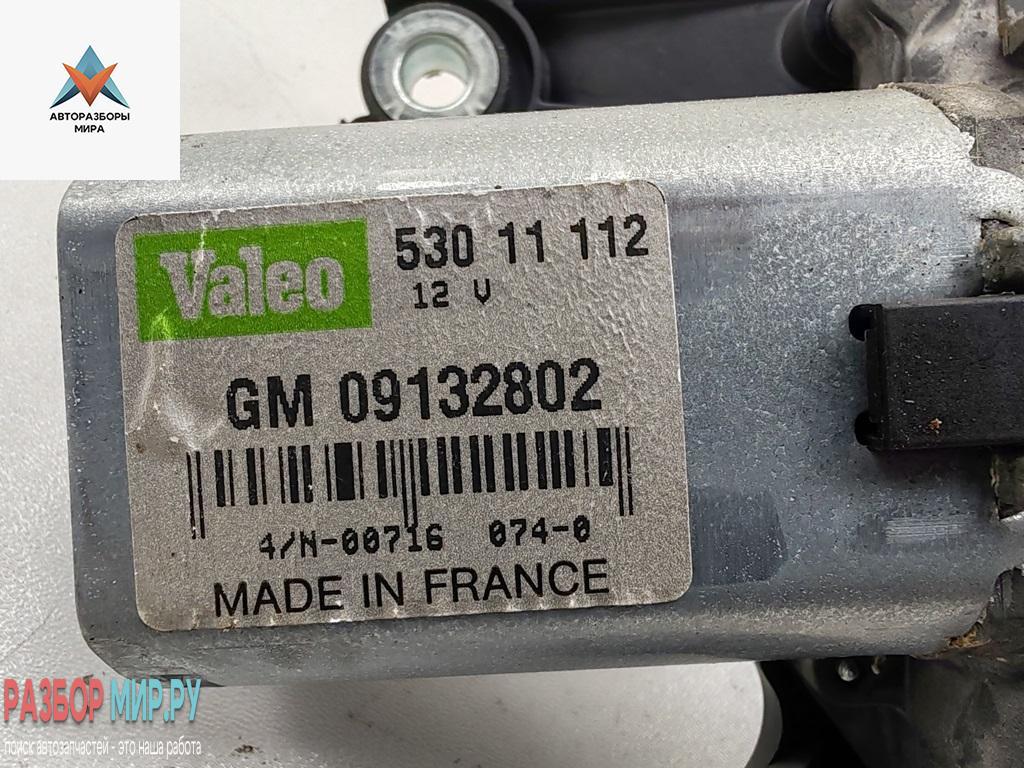 АВТОРАЗБОРЫ
МИРА
Valeo
530 11 112
12 V
GM 09132802
4/N-00716 074-0
MADE IN FRANCE
РАЗБОР МИР.РУ
поиск автозапчастей - это наша работа